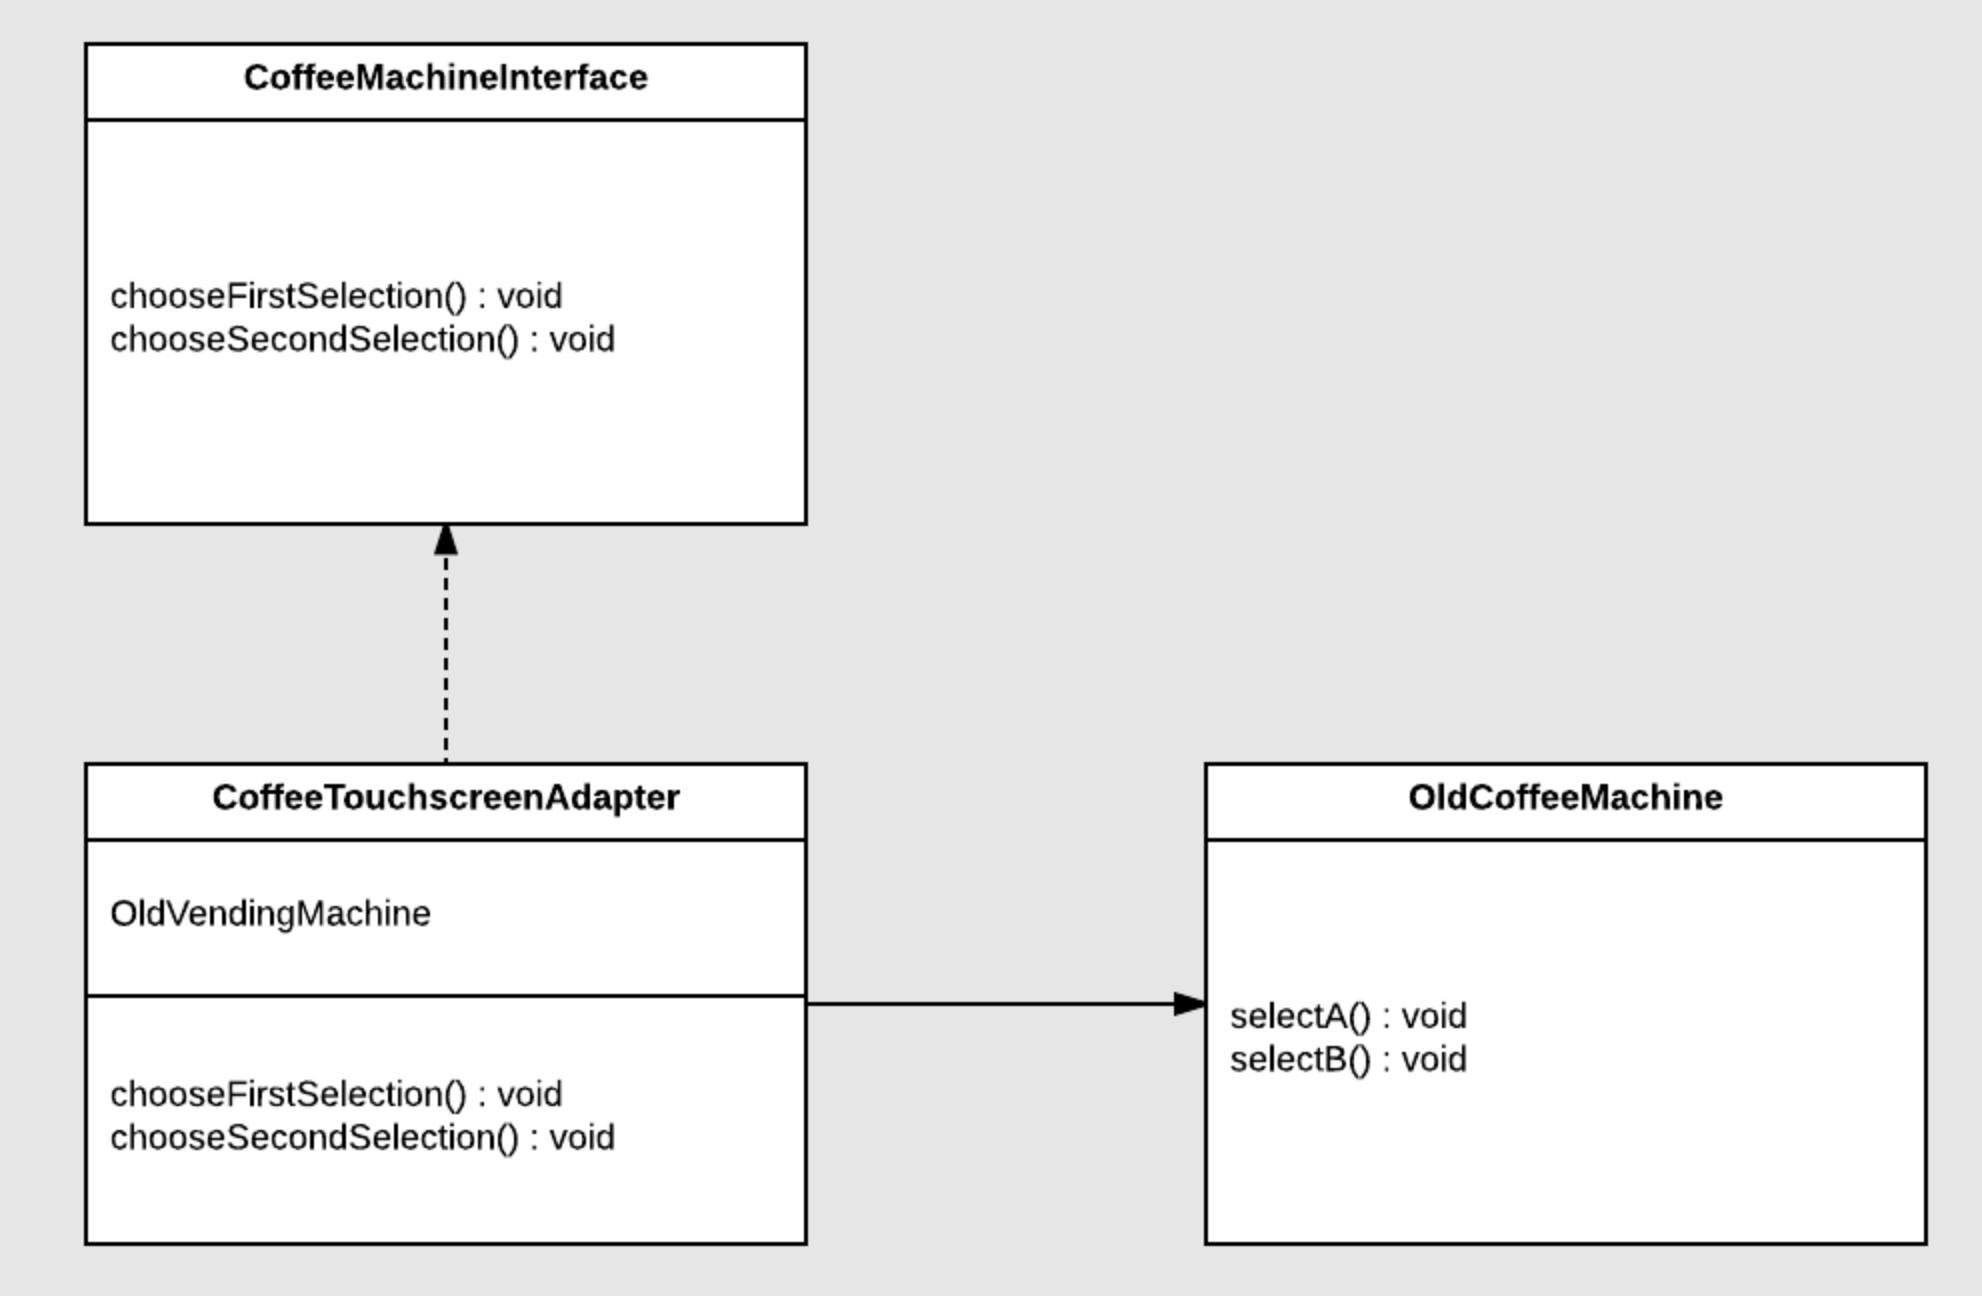 CoffeeMachineInterface
chooseFirstSelection() : void
chooseSecondSelection() : void
CoffeeTouchscreenAdapter
OldVendingMachine
chooseFirstSelection() : void
chooseSecondSelection() : void
OldCoffeeMachine
selectA() : void
selectB() : void